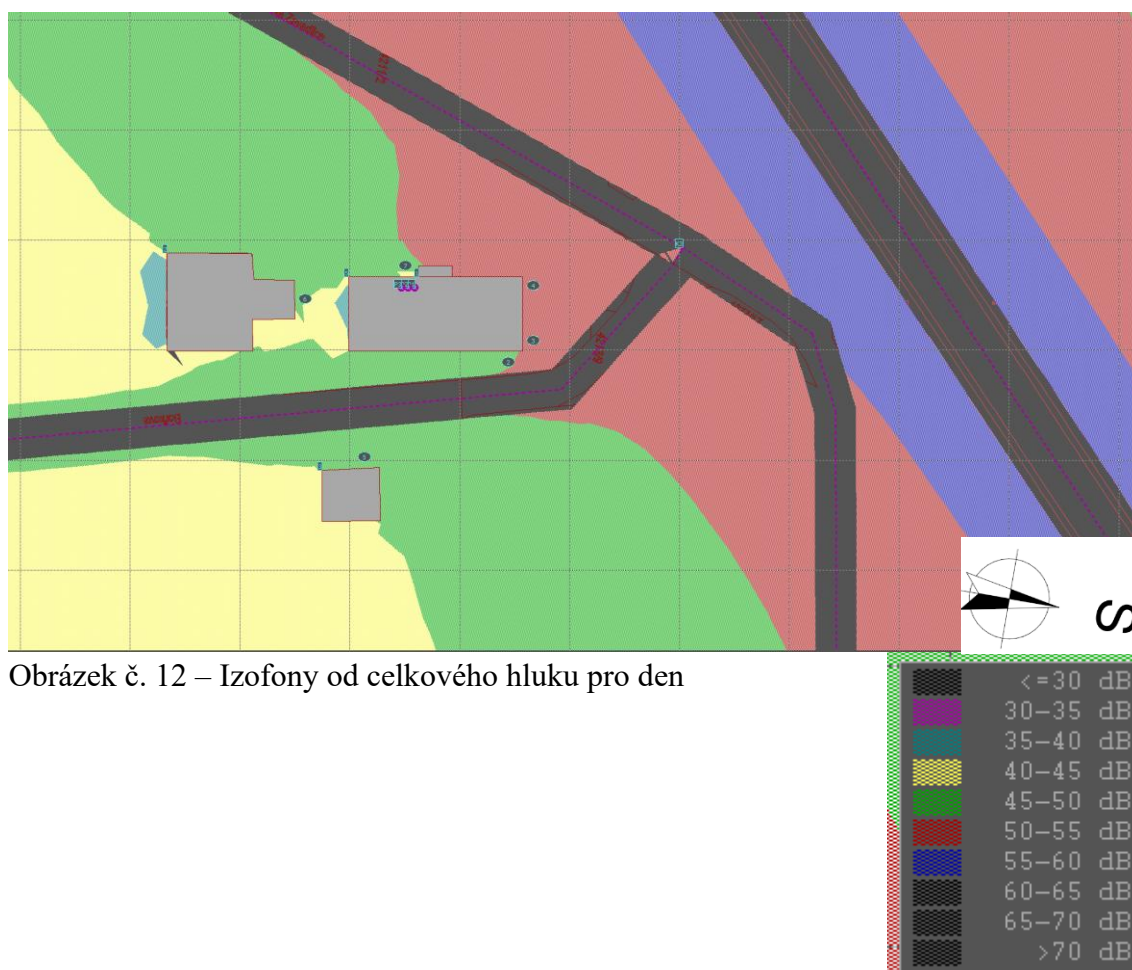 S
Obrázek č. 12 – Izofony od celkového hluku pro den
<=30 dB
30-35 dB
35-40 dB
40-45 dB
45-50 dB
50-55 dB
55-60 dB
60-65 dB
65-70 dB
>70 dB